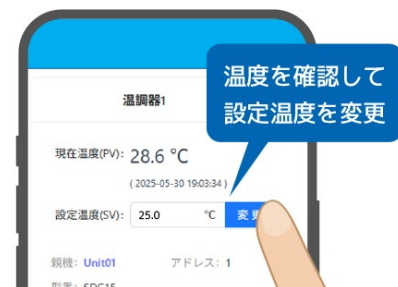 温度を確認して
設定温度を変更
温調器1
現在温度(PV): 28.6 °C
( 2025-05-30 19:03:34 )
設定温度(SV): 25.0 °C
親機: Unit01 アドレス: 1